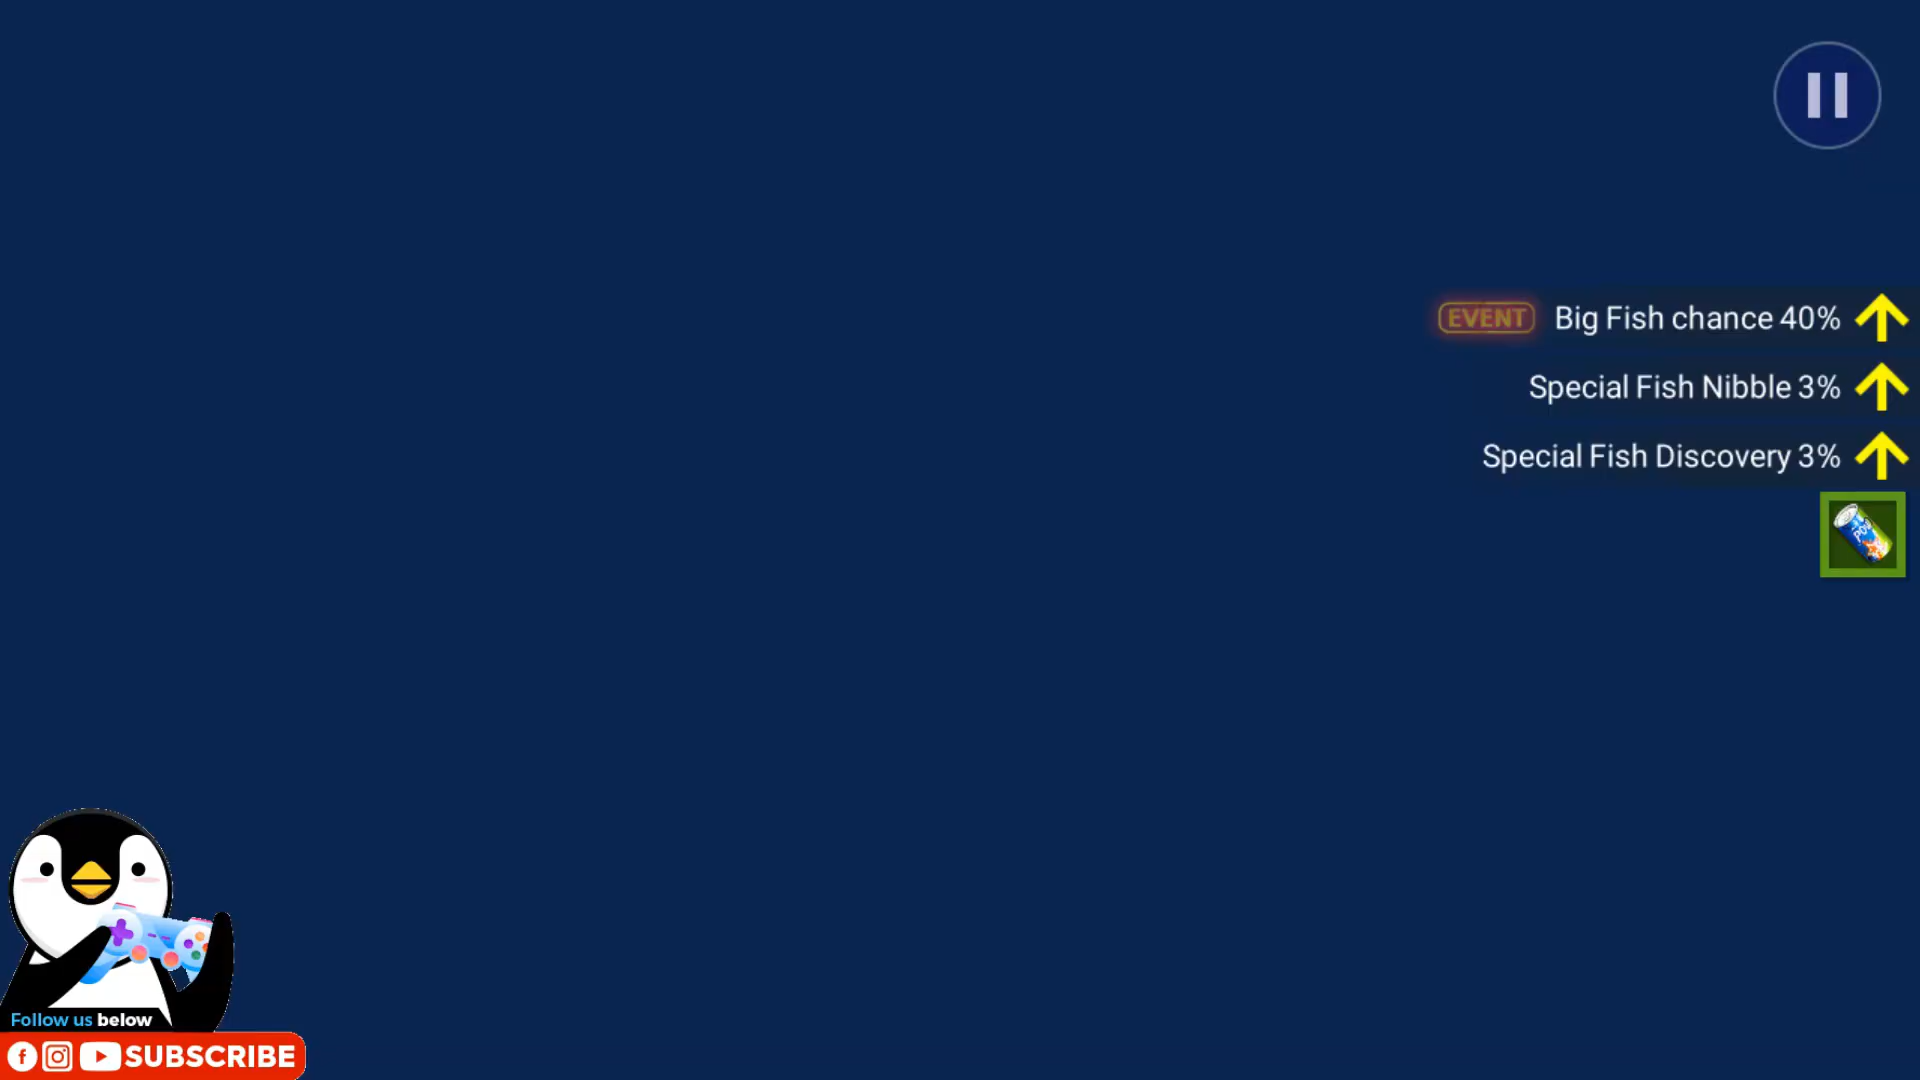 EVENT Big Fish chance 40%
Special Fish Nibble 3%
Special Fish Discovery 3%
Follow us below
SUBSCRIBE